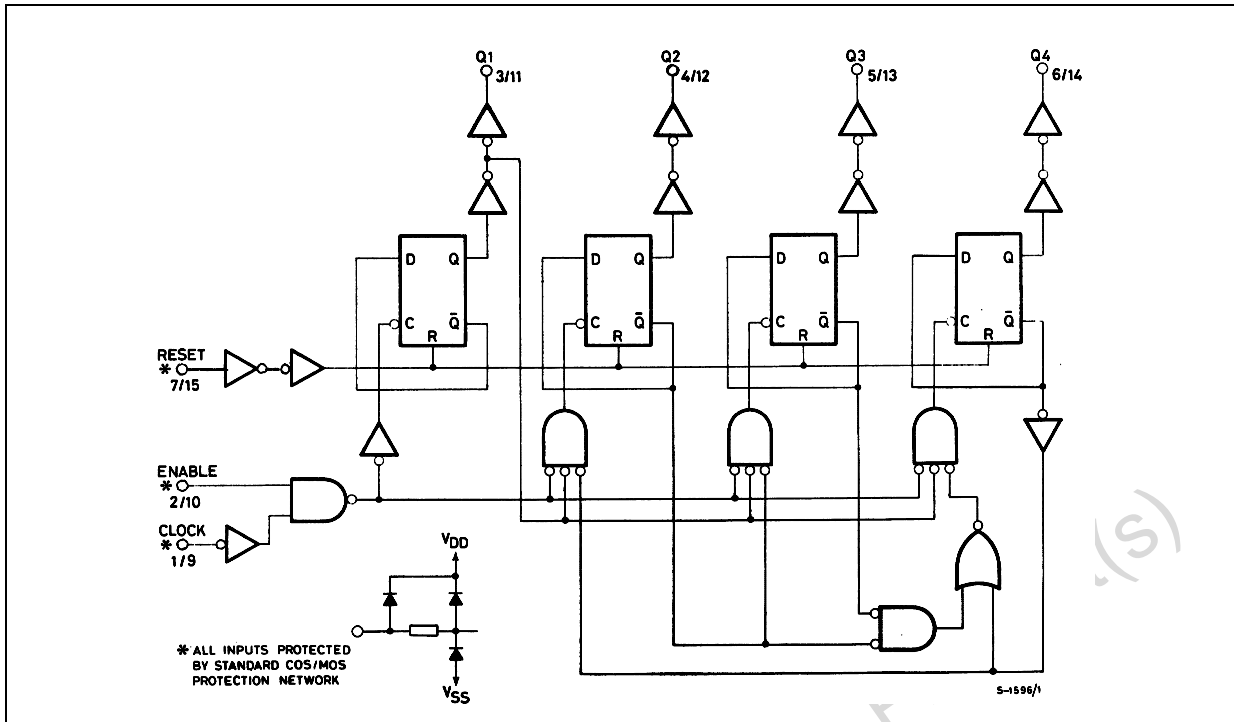 Q1
3/11
Q2
4/12
Q3
5/13
Q4
6/14
D Q
C Q̅
R
D Q
C Q̅
R
D Q
C Q̅
R
D Q
C Q̅
R
RESET
* 7/15
ENABLE
* 2/10
CLOCK
* 1/9
VDD
* ALL INPUTS PROTECTED
BY STANDARD COS/MOS
PROTECTION NETWORK
VSS
S-1596/1
(s)